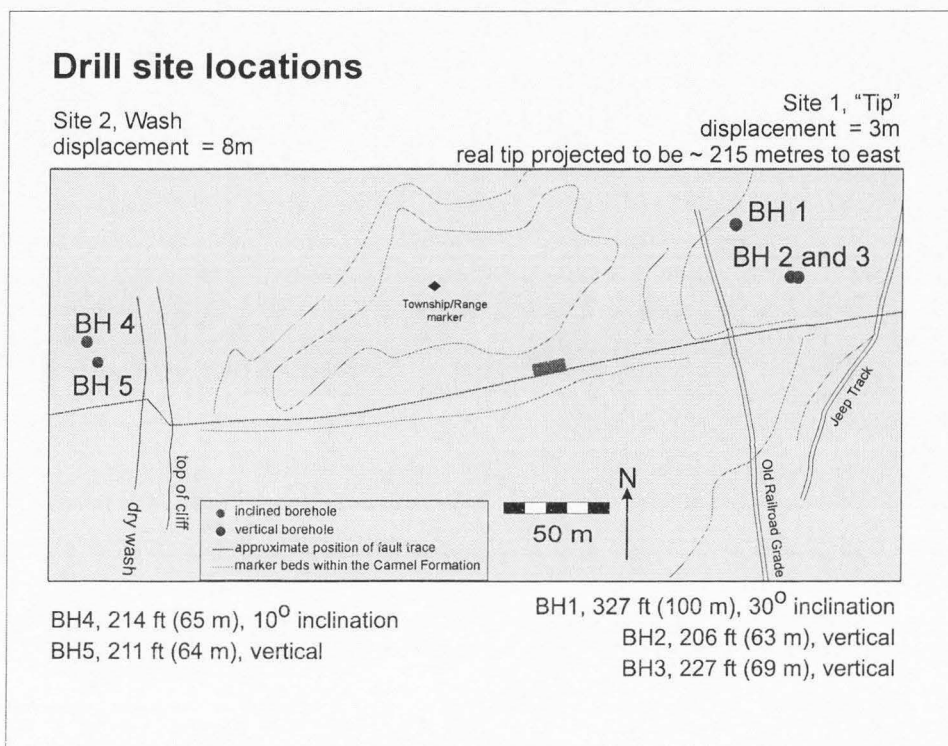 Drill site locations
Site 2, Wash
displacement = 8m
Site 1, "Tip"
displacement = 3m
real tip projected to be ~ 215 metres to east
BH 1
BH 2 and 3
Township/Range
marker
BH 4
BH 5
Jeep Track
top of cliff
dry wash
Old Railroad Grade
N
50 m
inclined borehole
vertical borehole
approximate position of fault trace
marker beds within the Carmel Formation
BH4, 214 ft (65 m), 10o inclination
BH5, 211 ft (64 m), vertical
BH1, 327 ft (100 m), 30o inclination
BH2, 206 ft (63 m), vertical
BH3, 227 ft (69 m), vertical